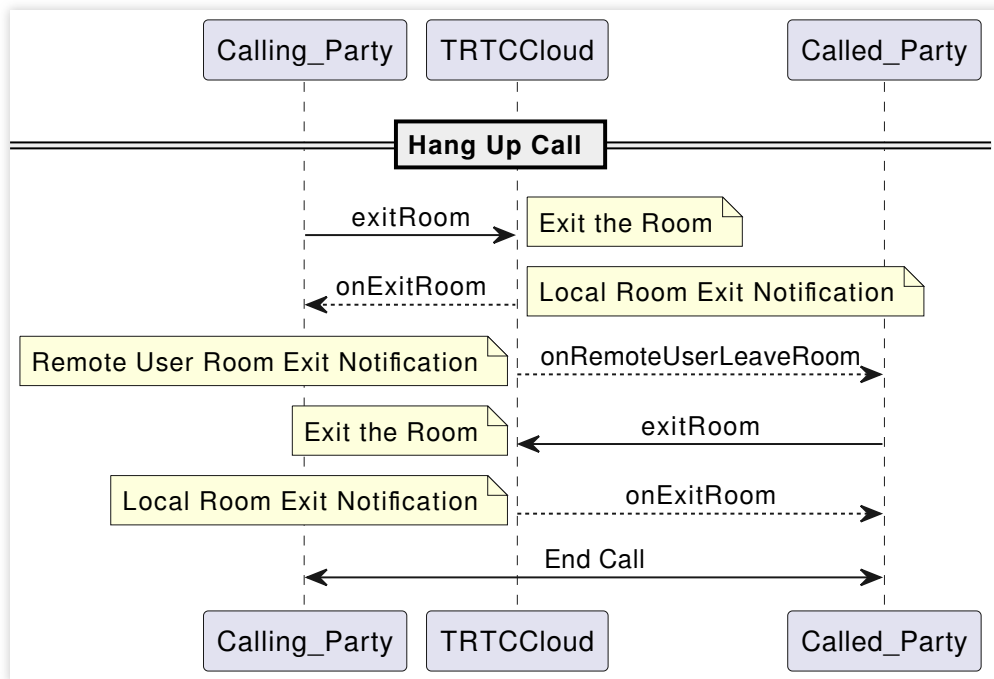 Calling_Party TRTCCloud Called_Party
Hang Up Call
exitRoom Exit the Room
onExitRoom Local Room Exit Notification
Remote User Room Exit Notification onRemoteUserLeaveRoom
Exit the Room exitRoom
Local Room Exit Notification onExitRoom
End Call
Calling_Party TRTCCloud Called_Party